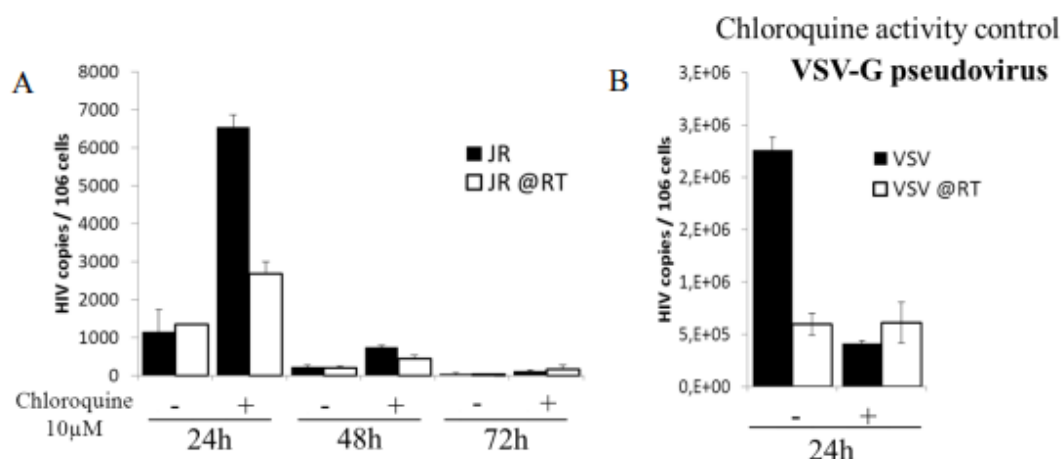 Chloroquine activity control
A
B
VSV-G pseudovirus
HIV copies / 106 cells
8000
7000
6000
5000
4000
3000
2000
1000
0
JR
JR @RT
Chloroquine
10µM
- + - + - +
24h 48h 72h
HIV copies / 106 cells
3,E+06
3,E+06
2,E+06
2,E+06
1,E+06
5,E+05
0,E+00
VSV
VSV @RT
- +
24h